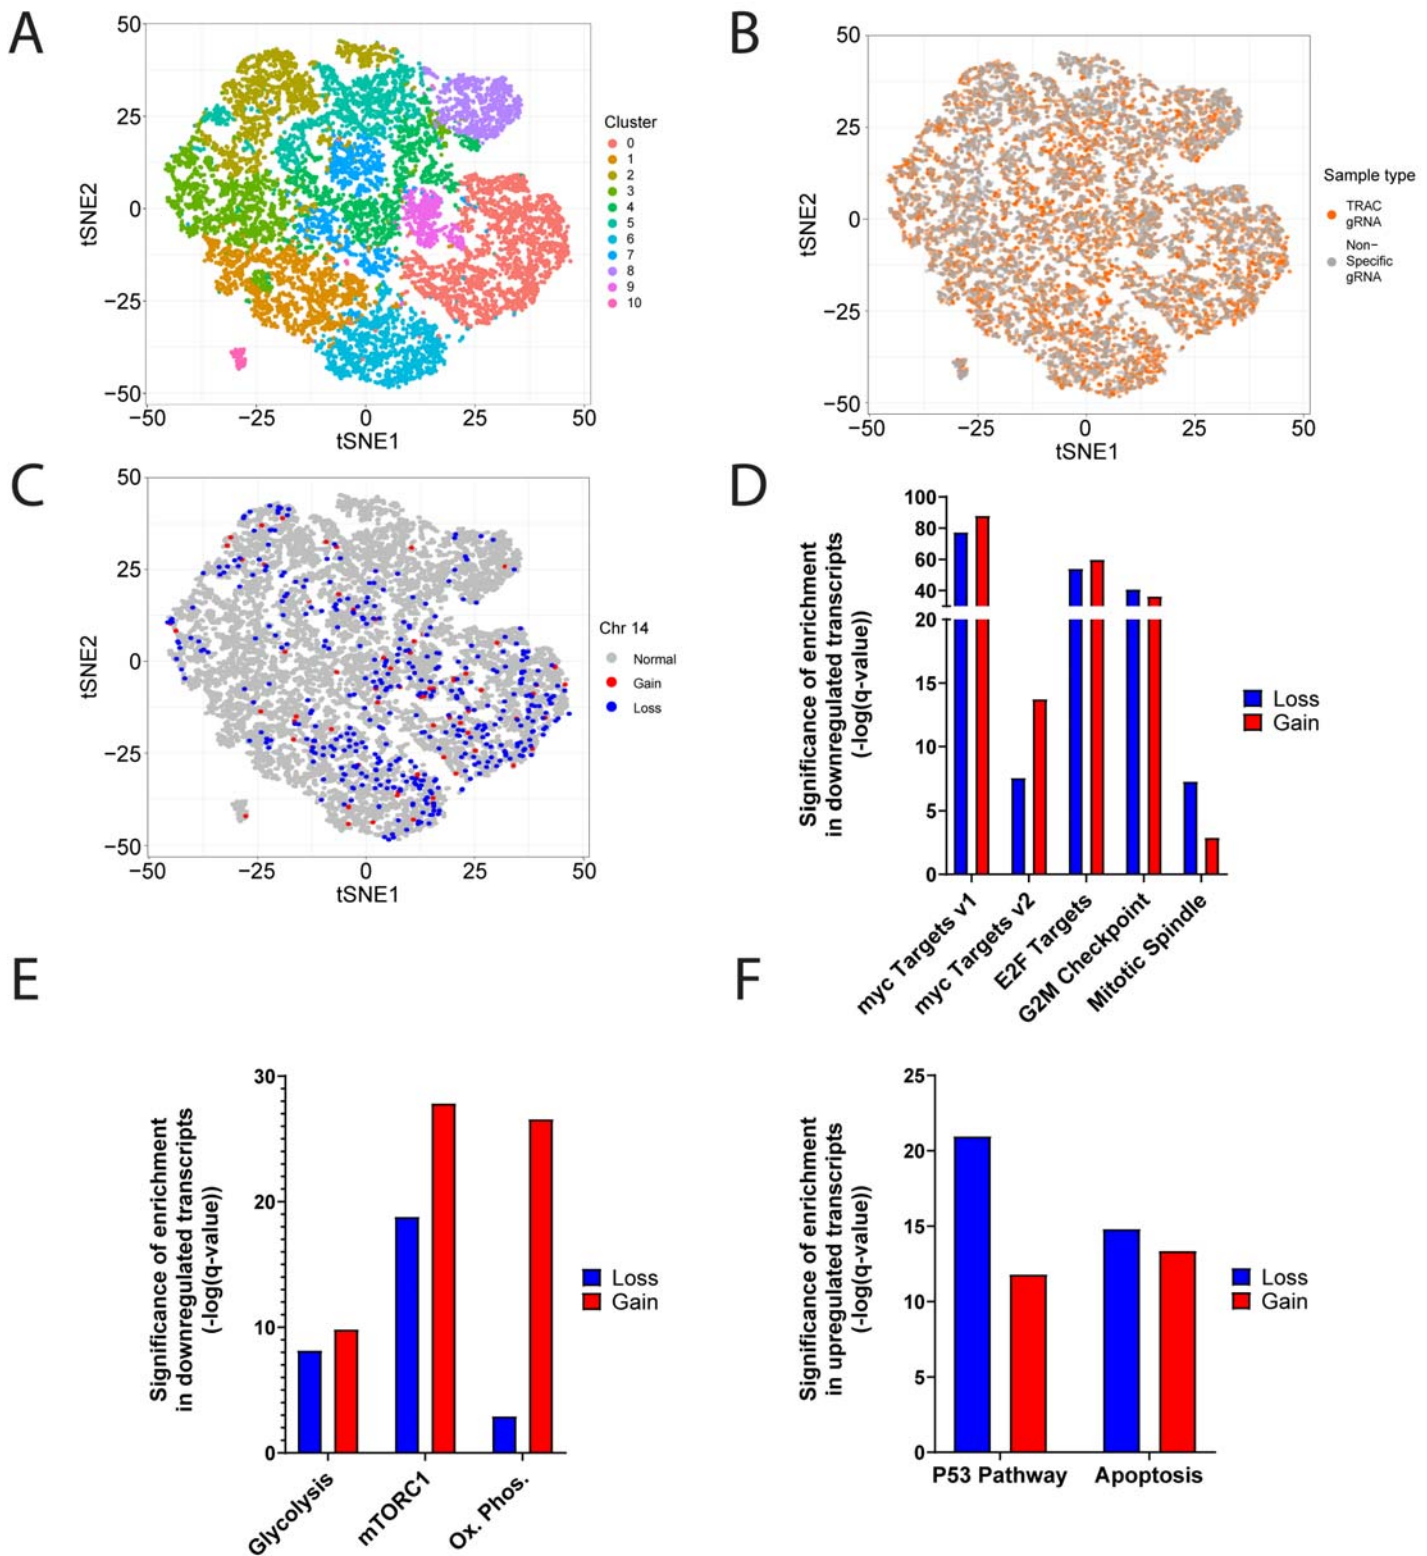 A
50
25
0
−25
−50
tSNE2
−50
−25
0
25
50
tSNE1
Cluster
0
1
2
3
4
5
6
7
8
9
10
B
50
25
0
−25
−50
tSNE2
−50
−25
0
25
50
tSNE1
Sample type
TRAC
gRNA
Non−
Specific
gRNA
C
50
25
0
−25
−50
tSNE2
−50
−25
0
25
50
tSNE1
Chr 14
Normal
Gain
Loss
D
Significance of enrichment
in downregulated transcripts
(-log(q-value))
100
80
60
40
20
15
10
5
0
myc Targets v1
myc Targets v2
E2F Targets
G2M Checkpoint
Mitotic Spindle
Loss
Gain
E
Significance of enrichment
in downregulated transcripts
(-log(q-value))
30
20
10
0
Glycolysis
mTORC1
Ox. Phos.
Loss
Gain
F
Significance of enrichment
in upregulated transcripts
(-log(q-value))
25
20
15
10
5
0
P53 Pathway
Apoptosis
Loss
Gain